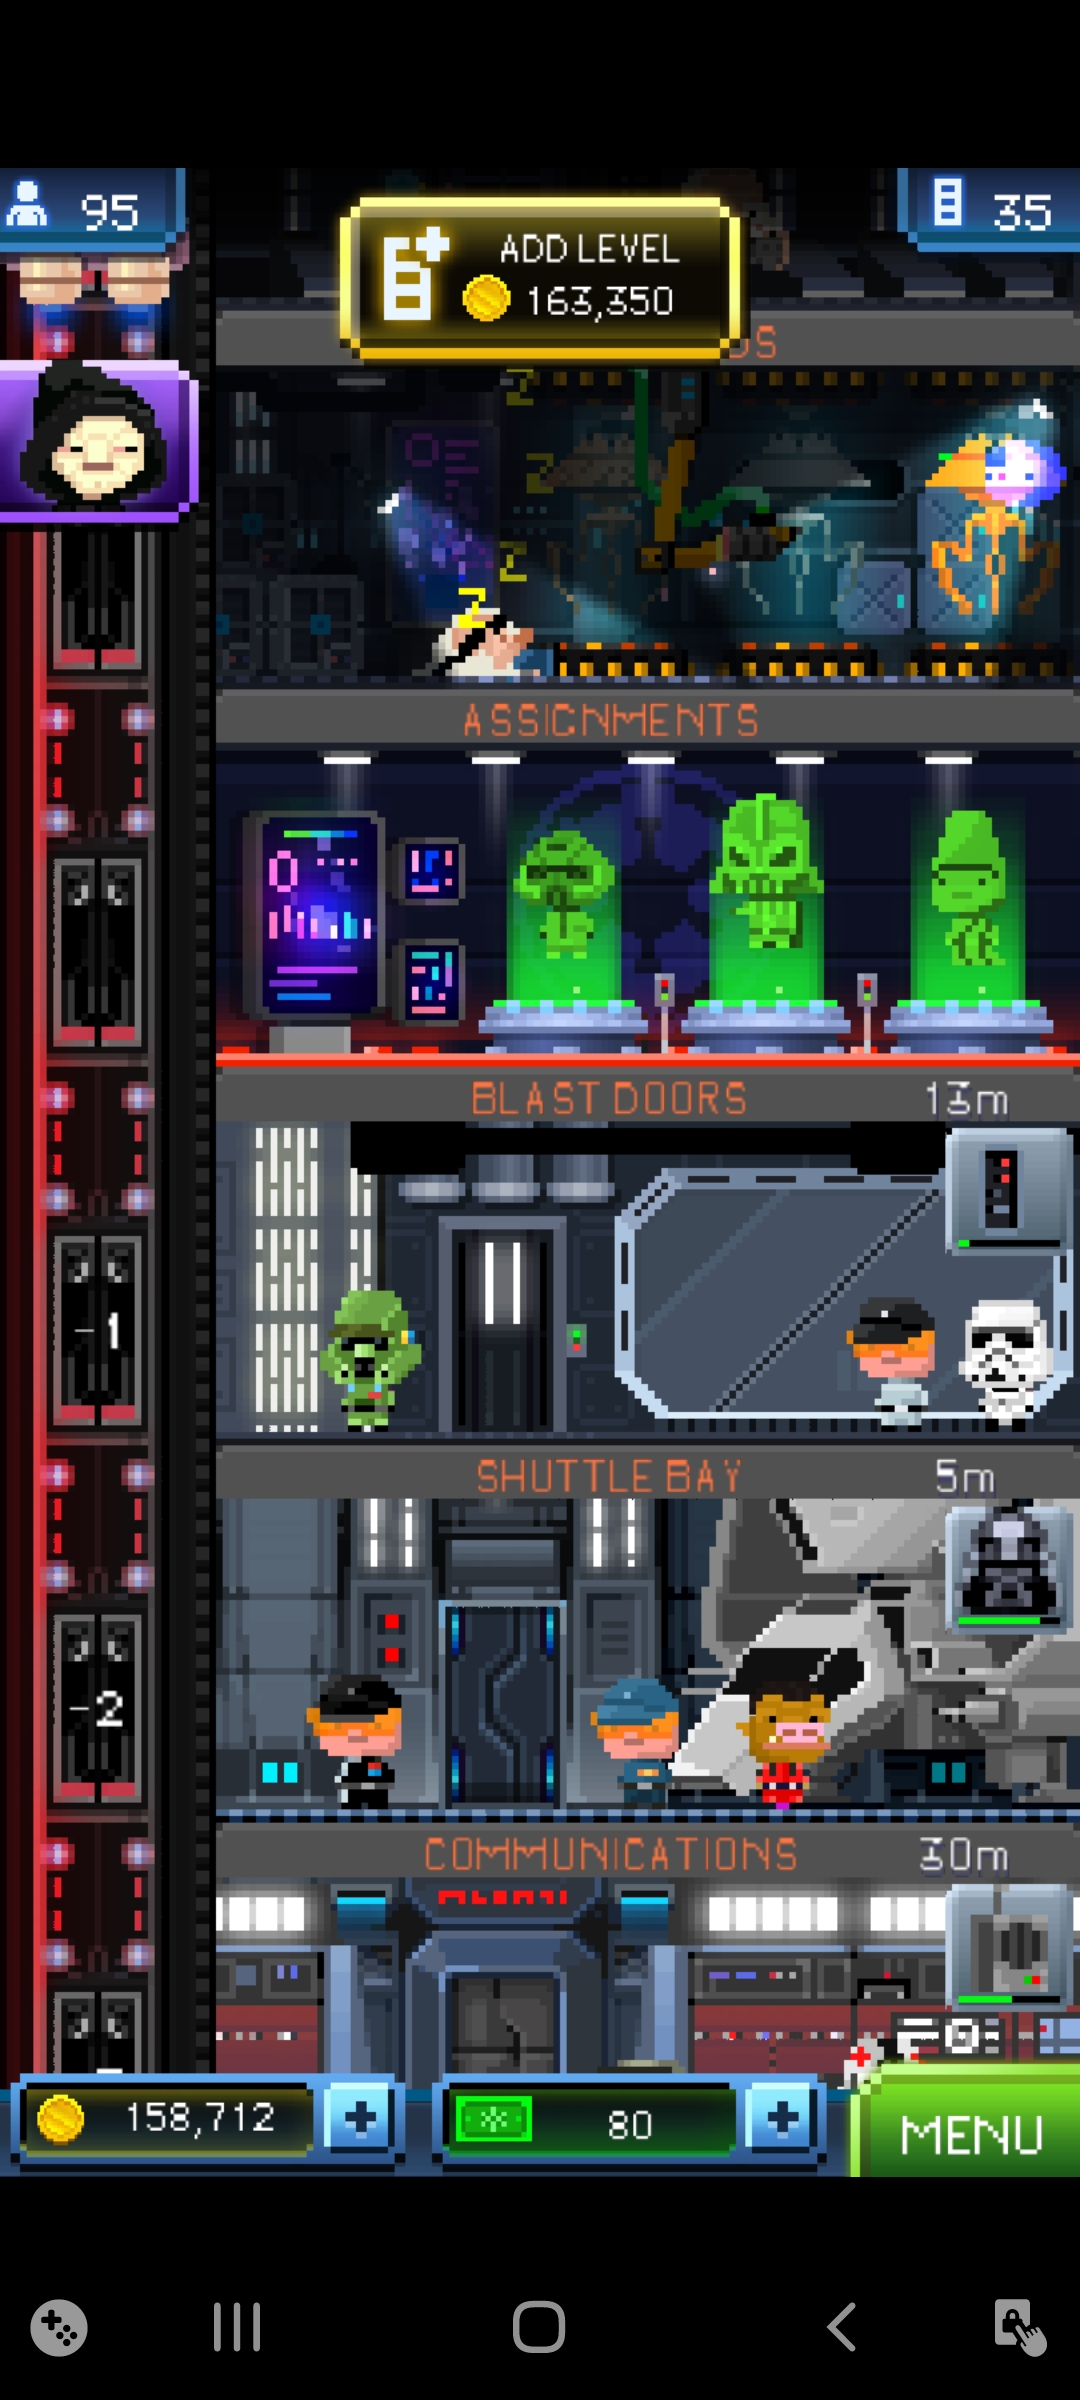 95
35
ADD LEVEL
163,350
Z
Z
Z
Z
ASSIGNMENTS
BLAST DOORS 13m
-1
SHUTTLE BAY 5m
-2
COMMUNICATIONS 30m
158,712
80
MENU